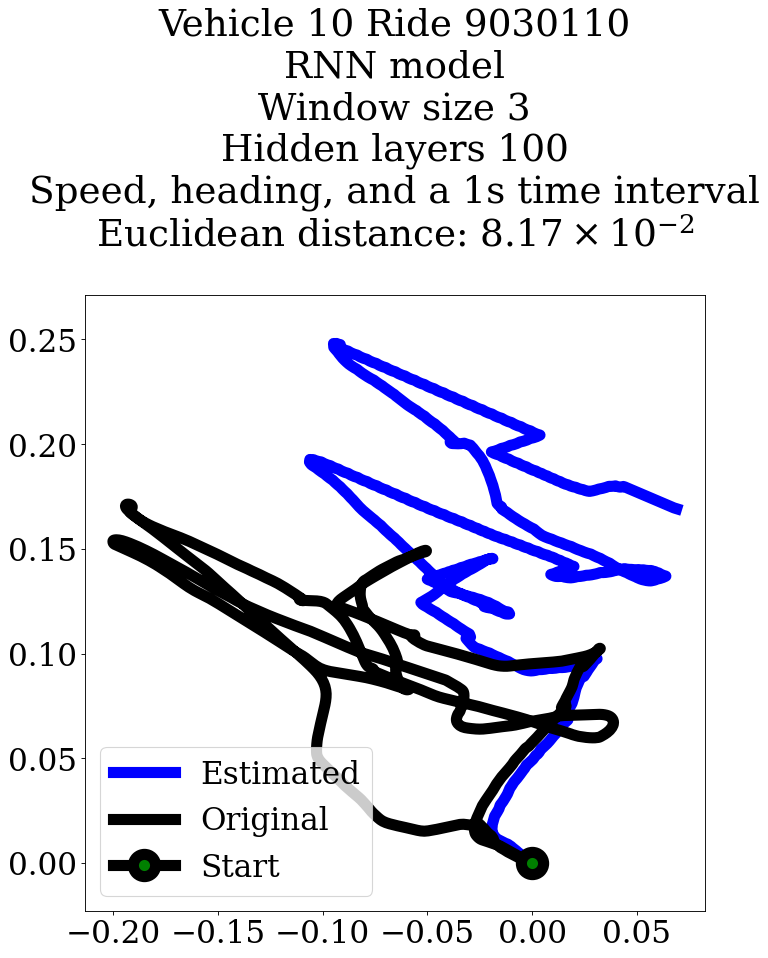 Vehicle 10 Ride 9030110
RNN model
Window size 3
Hidden layers 100
Speed, heading, and a 1s time interval
Euclidean distance: 8.17 × 10⁻²
0.25
0.20
0.15
0.10
0.05
0.00
Estimated
Original
Start
−0.20 −0.15 −0.10 −0.05 0.00 0.05